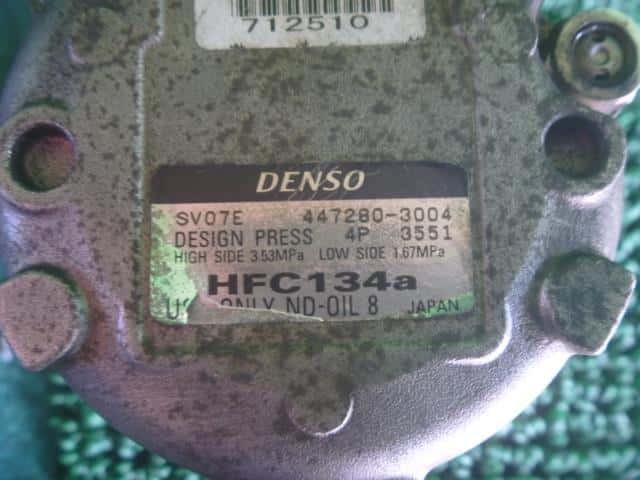 712510
DENSO
SV07E 447280-3004
DESIGN PRESS 4P 3551
HIGH SIDE 3.53MPa LOW SIDE 1.67MPa
HFC134a
ONLY ND-OIL 8 JAPAN